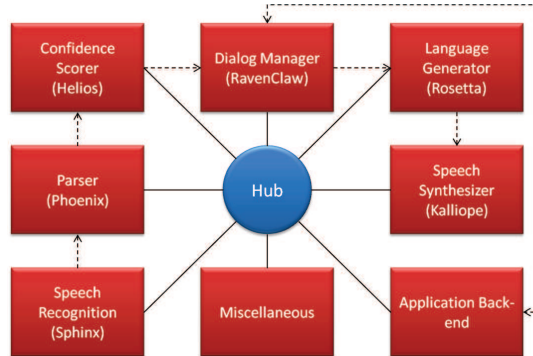 Confidence
Scorer
(Helios)
Dialog Manager
(RavenClaw)
Language
Generator
(Rosetta)
Parser
(Phoenix)
Hub
Speech
Synthesizer
(Kalliope)
Speech
Recognition
(Sphinx)
Miscellaneous
Application Back-
end